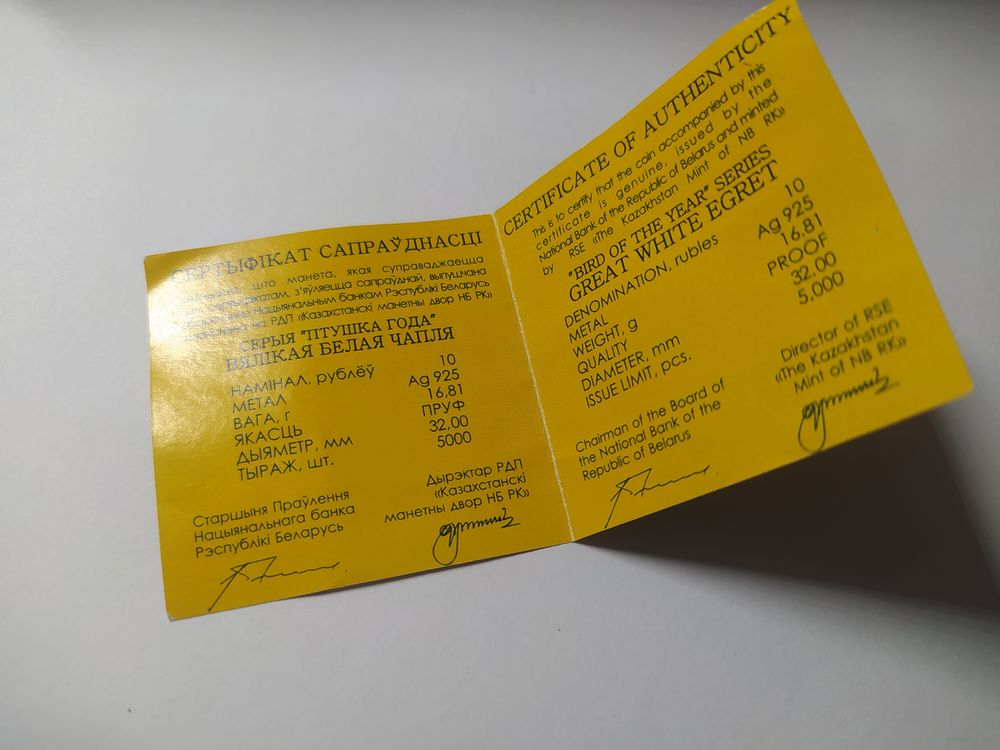 СЕРТЫФІКАТ САПРАЎДНАСЦІ
што манета, якая суправаджаецца
з'яўляецца сапраўднай, выпушчана
Нацыянальным банкам Рэспублікі Беларусь
на РДП «Казахстанскі манетны двор НБ РК»
СЕРЫЯ "ПТУШКА ГОДА"
ВЯЛІКАЯ БЕЛАЯ ЧАПЛЯ
НАМІНАЛ, рублёў 10
МЕТАЛ Ag 925
ВАГА, г 16,81
ЯКАСЦЬ ПРУФ
ДЫЯМЕТР, мм 32,00
ТЫРАЖ, шт. 5000
Старшыня Праўлення
Нацыянальнага банка
Рэспублікі Беларусь
Дырэктар РДП
«Казахстанскі
манетны двор НБ РК»
CERTIFICATE OF AUTHENTICITY
This is to certify that the coin accompanied by this
certificate is genuine, issued by the
National Bank of the Republic of Belarus and minted
by RSE «The Kazakhstan Mint of NB RK»
"BIRD OF THE YEAR" SERIES
GREAT WHITE EGRET
DENOMINATION, rubles 10
METAL Ag 925
WEIGHT, g 16.81
QUALITY PROOF
DIAMETER, mm 32.00
ISSUE LIMIT, pcs. 5.000
Chairman of the Board of
the National Bank of the
Republic of Belarus
Director of RSE
«The Kazakhstan
Mint of NB RK»